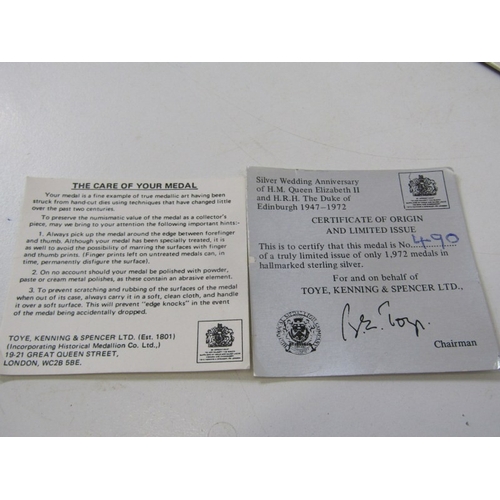 THE CARE OF YOUR MEDAL
Your medal is a fine example of true medallic art having been
struck from hand-cut dies using techniques that have changed little
over the past two centuries.
To preserve the numismatic value of the medal as a collector's
piece, may we bring to your attention the following important hints:-
1. Always pick up the medal around the edge between forefinger
and thumb. Although your medal has been specially treated, it is
as well to avoid the possibility of marring the surfaces with finger
and thumb prints. (Finger prints left on untreated medals can, in
time, permanently disfigure the surface).
2. On no account should your medal be polished with powder,
paste or cream metal polishes, as these contain an abrasive element.
3. To prevent scratching and rubbing of the surfaces of the medal
when out of its case, always carry it in a soft, clean cloth, and handle
it over a soft surface. This will prevent "edge knocks" in the event
of the medal being accidentally dropped.
TOYE, KENNING & SPENCER LTD. (Est. 1801)
(Incorporating Historical Medallion Co. Ltd.,)
19-21 GREAT QUEEN STREET,
LONDON, WC2B 5BE.
Silver Wedding Anniversary
of H.M. Queen Elizabeth II
and H.R.H. The Duke of
Edinburgh 1947-1972
CERTIFICATE OF ORIGIN
AND LIMITED ISSUE
This is to certify that this medal is No. 490
of a truly limited issue of only 1,972 medals in
hallmarked sterling silver.
For and on behalf of
TOYE, KENNING & SPENCER LTD.,
Chairman